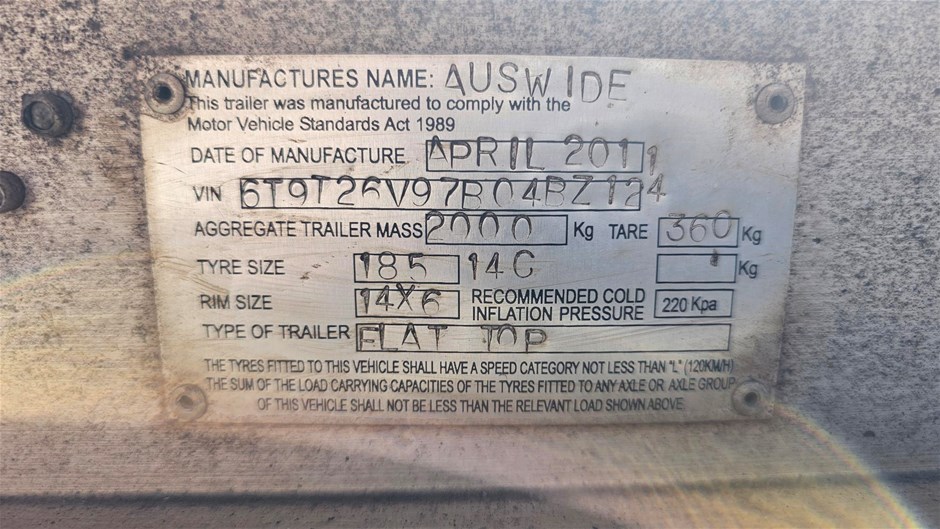 MANUFACTURES NAME: AUSWIDE
This trailer was manufactured to comply with the
Motor Vehicle Standards Act 1989
DATE OF MANUFACTURE APRIL 2011
VIN 6T9T26V97B04BZ124
AGGREGATE TRAILER MASS 2000 Kg TARE 360 Kg
TYRE SIZE 185 14C Kg
RIM SIZE 14X6 RECOMMENDED COLD INFLATION PRESSURE 220 Kpa
TYPE OF TRAILER FLAT TOP
THE TYRES FITTED TO THIS VEHICLE SHALL HAVE A SPEED CATEGORY NOT LESS THAN "L" (120KM/H)
THE SUM OF THE LOAD CARRYING CAPACITIES OF THE TYRES FITTED TO ANY AXLE OR AXLE GROUP
OF THIS VEHICLE SHALL NOT BE LESS THAN THE RELEVANT LOAD SHOWN ABOVE